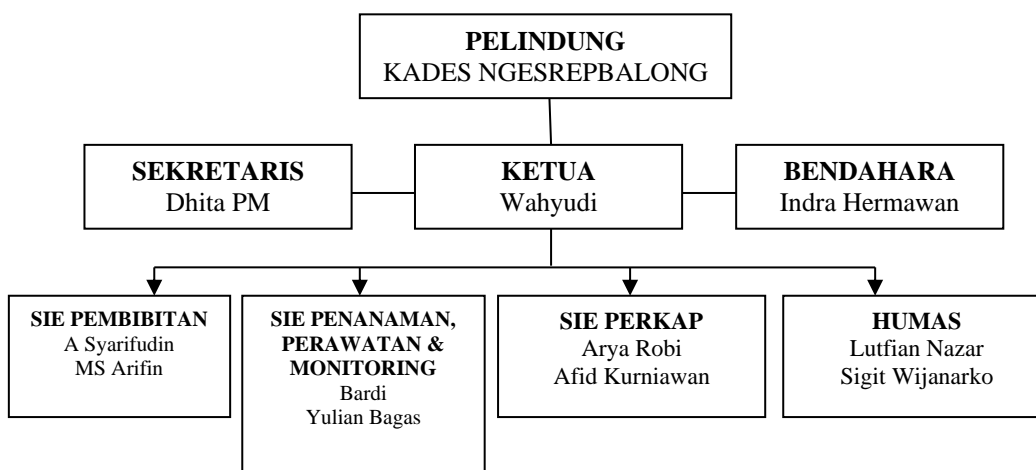 PELINDUNG
KADES NGESREPBALONG
SEKRETARIS
Dhita PM
KETUA
Wahyudi
BENDAHARA
Indra Hermawan
SIE PEMBIBITAN
A Syarifudin
MS Arifin
SIE PENANAMAN,
PERAWATAN &
MONITORING
Bardi
Yulian Bagas
SIE PERKAP
Arya Robi
Afid Kurniawan
HUMAS
Lutfian Nazar
Sigit Wijanarko